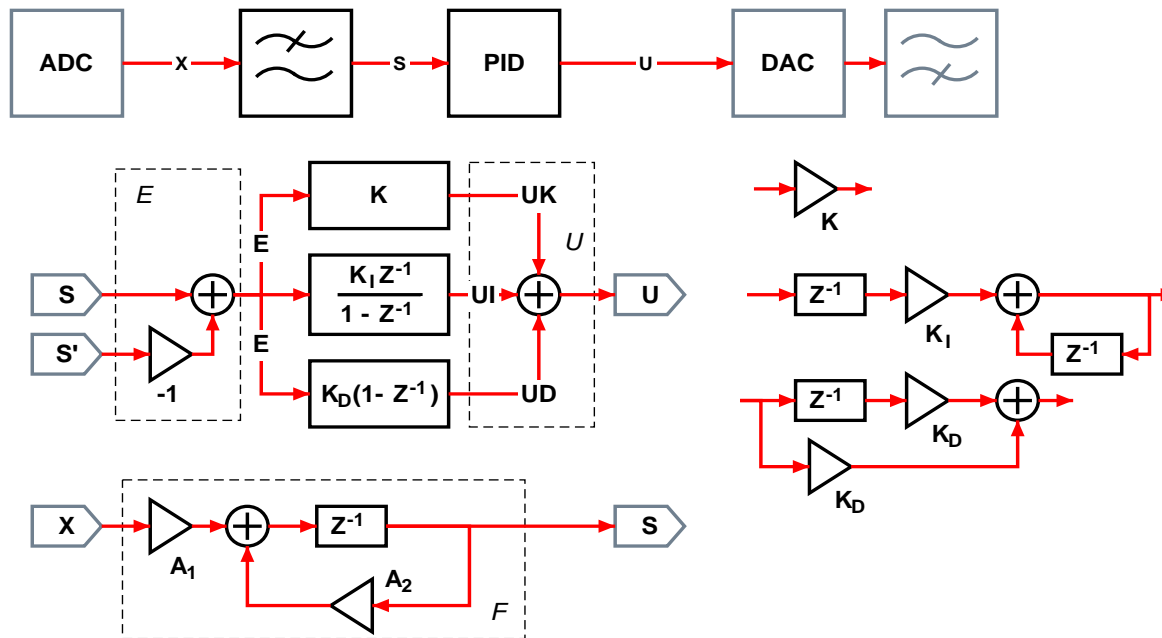 ADC X S PID U DAC
E
K UK
K
U
E
S
K_I Z^-1
1 - Z^-1
UI
U
Z^-1
K_I
Z^-1
S'
-1
E
K_D(1- Z^-1)
UD
Z^-1
K_D
K_D
X
A_1
Z^-1
S
A_2
F